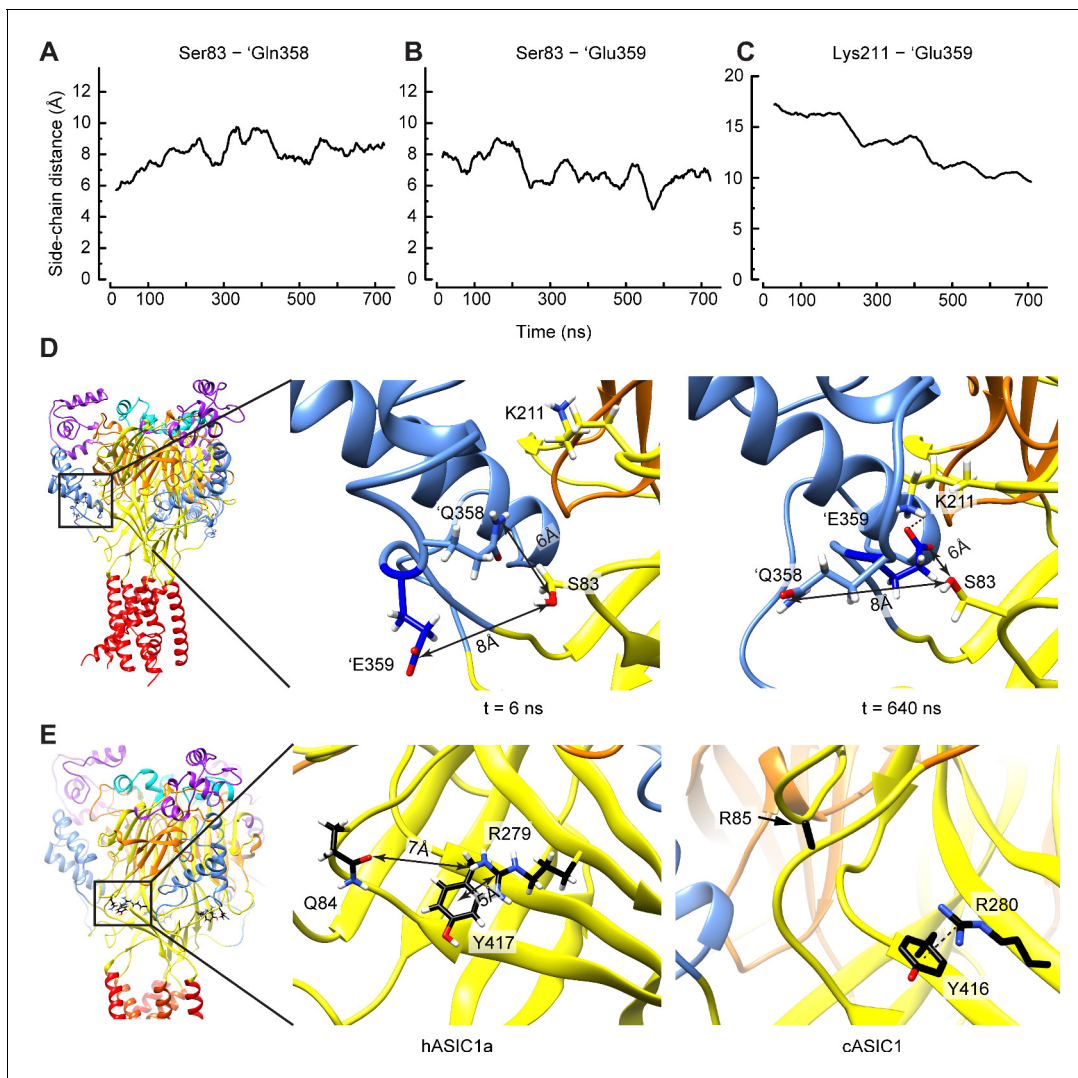 A
Ser83 – ‘Gln358
B
Ser83 – ‘Glu359
C
Lys211 – ‘Glu359
Side-chain distance (Å)
12
10
8
6
4
2
0
0
100
300
500
700
12
10
8
6
4
2
0
0
100
300
500
700
20
15
10
5
0
0
100
300
500
700
Time (ns)
D
K211
‘Q358
6Å
S83
8Å
‘E359
t = 6 ns
K211
‘E359
6Å
‘Q358
S83
8Å
t = 640 ns
E
R279
7Å
5Å
Q84
Y417
hASIC1a
R85
R280
Y416
cASIC1